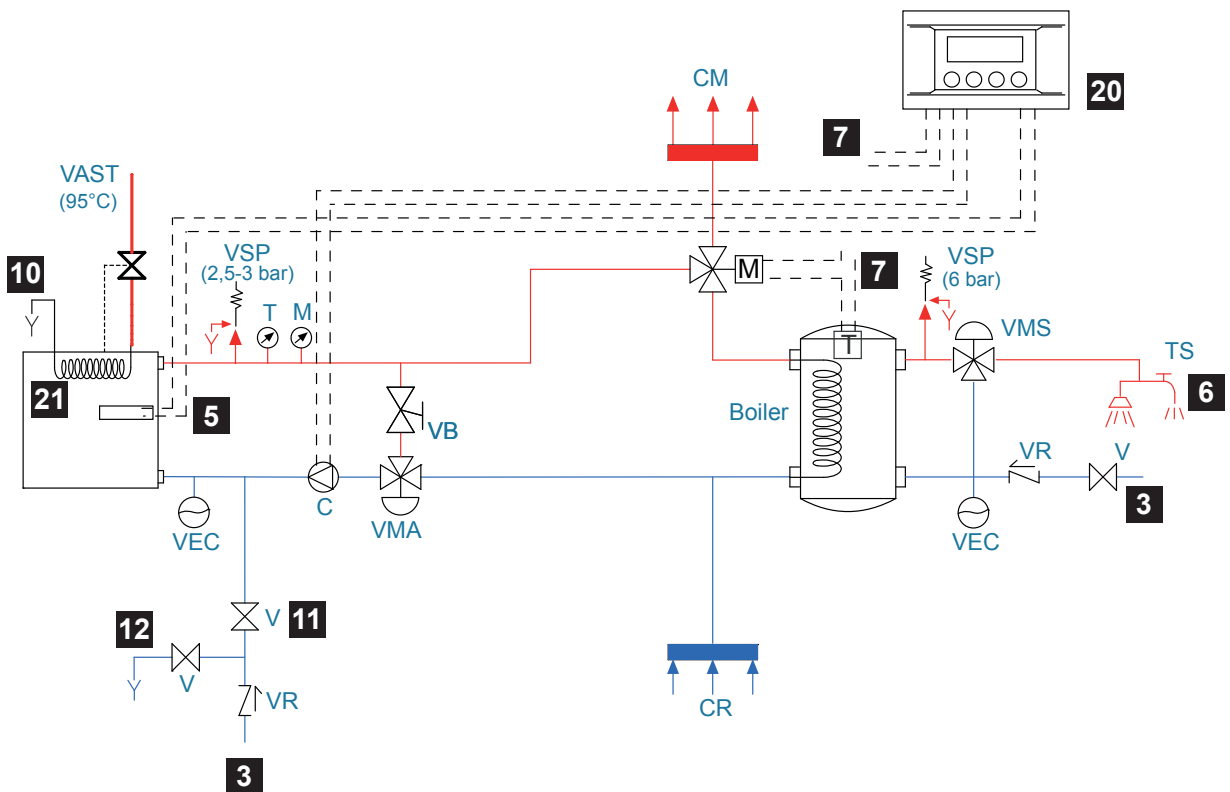 CM
20
7
VAST
(95°C)
VSP
(2,5-3 bar)
10
T
M
M
7
VSP
(6 bar)
VMS
T
TS
21
5
6
VB
Boiler
VR
V
3
C
VEC
VMA
VEC
V
11
12
V
VR
CR
3